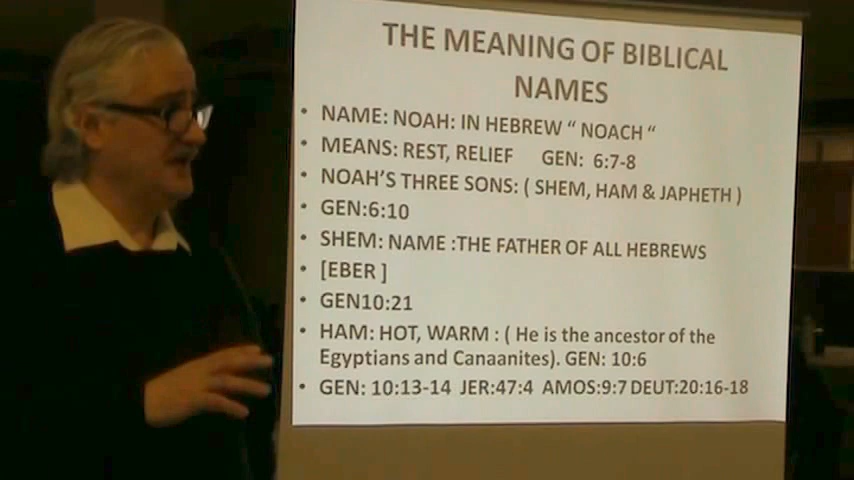 THE MEANING OF BIBLICAL
NAMES
• NAME: NOAH: IN HEBREW “ NOACH “
• MEANS: REST, RELIEF GEN: 6:7-8
• NOAH’S THREE SONS: ( SHEM, HAM & JAPHETH )
• GEN:6:10
• SHEM: NAME :THE FATHER OF ALL HEBREWS
• [EBER ]
• GEN10:21
• HAM: HOT, WARM : ( He is the ancestor of the
Egyptians and Canaanites). GEN: 10:6
• GEN: 10:13-14 JER:47:4 AMOS:9:7 DEUT:20:16-18